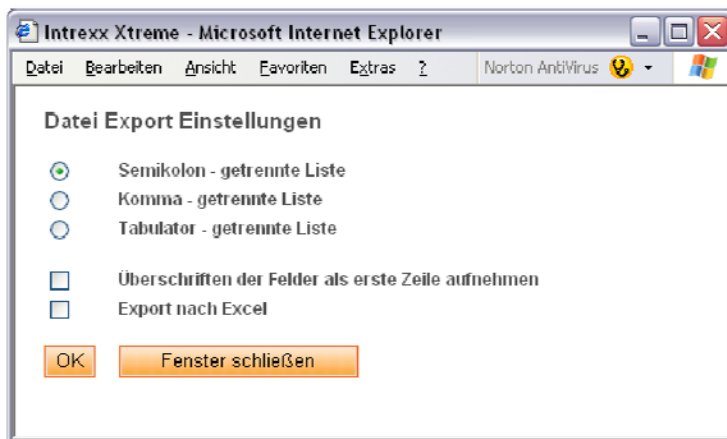 Intrexx Xtreme - Microsoft Internet Explorer
Datei Bearbeiten Ansicht Favoriten Extras ? Norton AntiVirus
Datei Export Einstellungen
Semikolon - getrennte Liste
Komma - getrennte Liste
Tabulator - getrennte Liste
Überschriften der Felder als erste Zeile aufnehmen
Export nach Excel
OK Fenster schließen